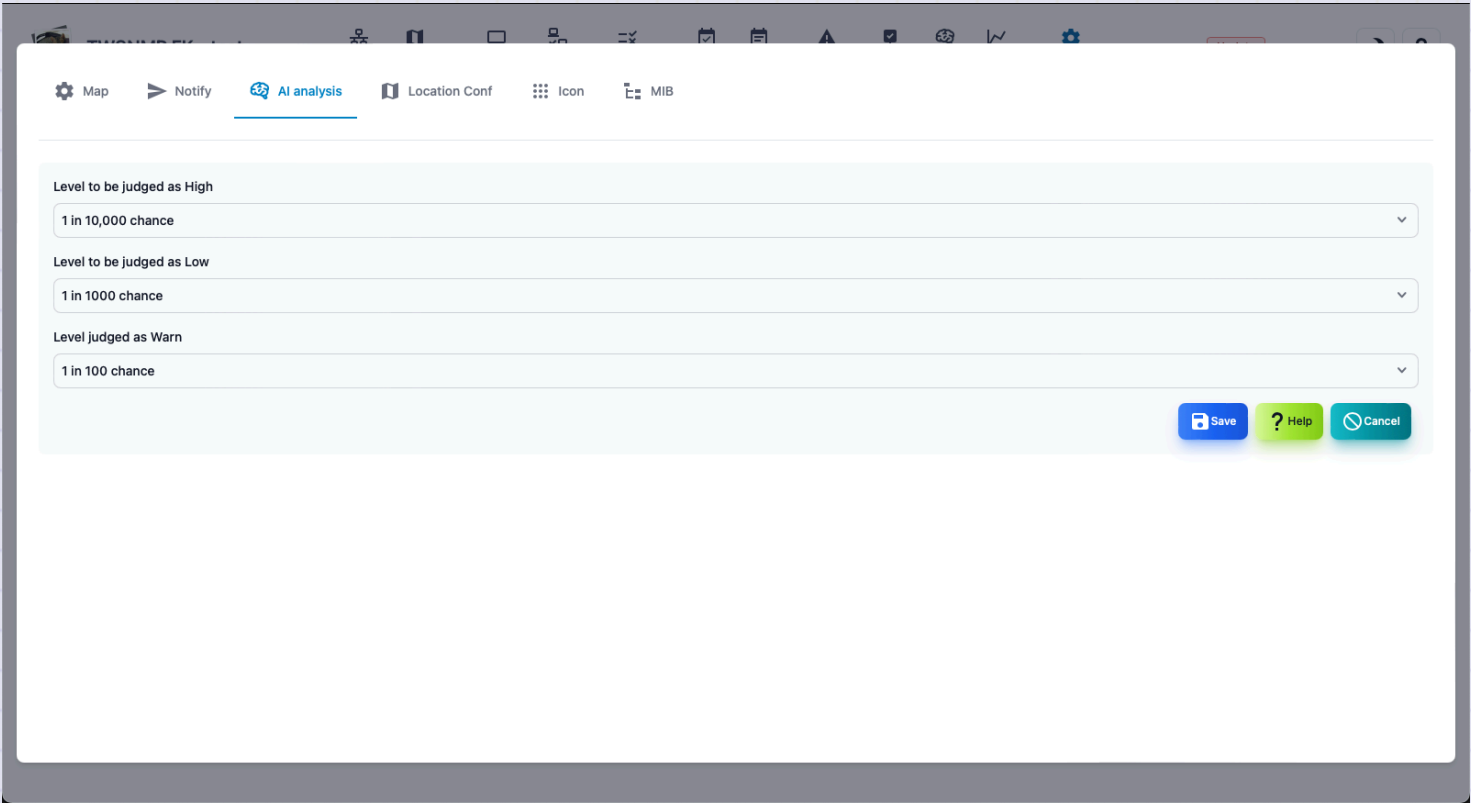 Map
Notify
AI analysis
Location Conf
Icon
MIB
Level to be judged as High
1 in 10,000 chance
Level to be judged as Low
1 in 1000 chance
Level judged as Warn
1 in 100 chance
Save
? Help
Cancel